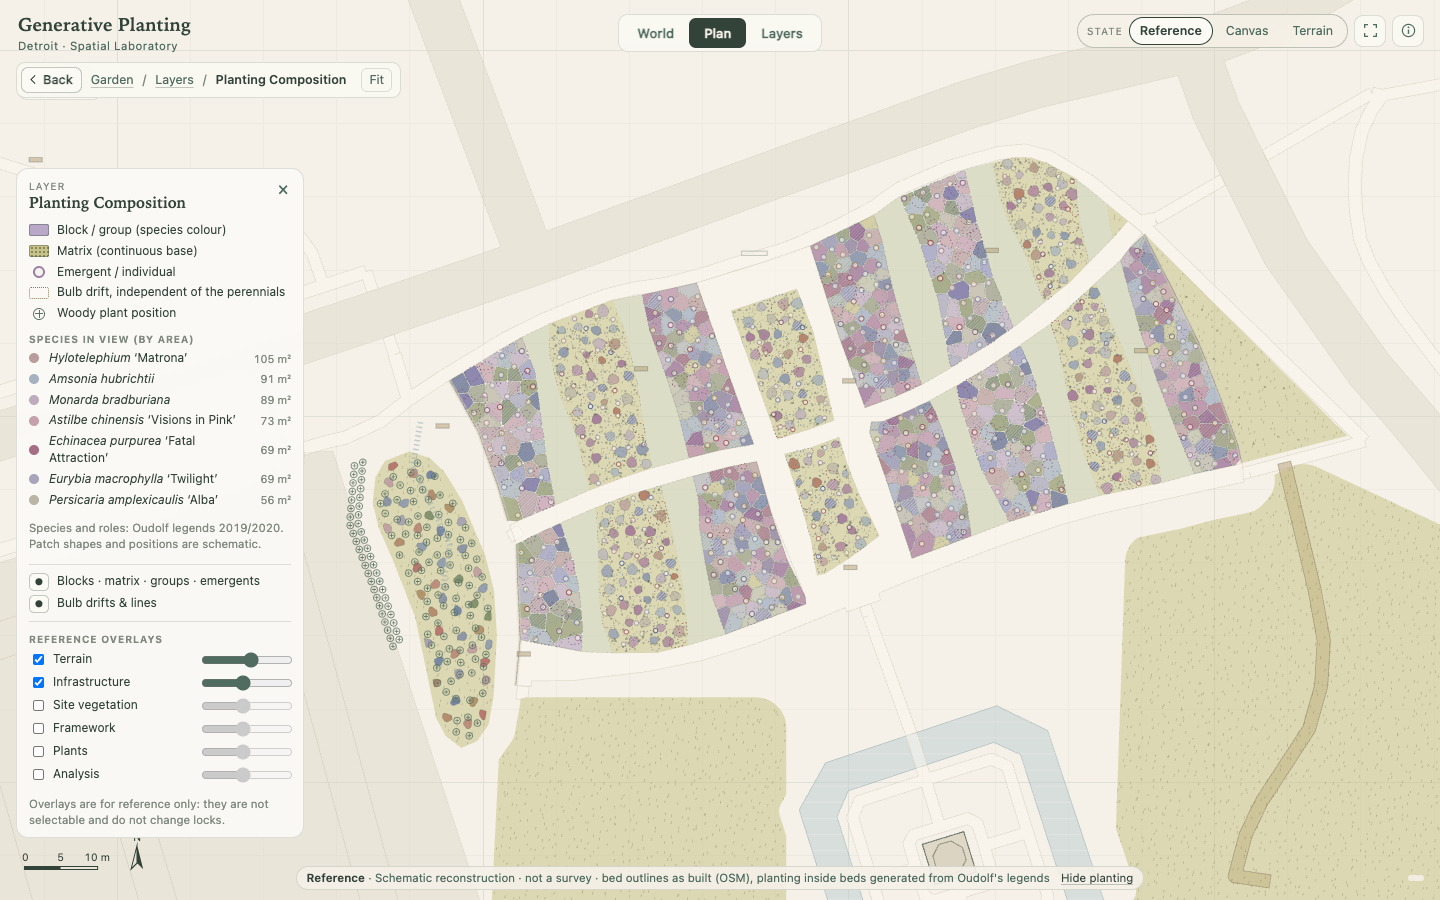 Generative Planting
Detroit · Spatial Laboratory
World
Plan
Layers
STATE
Reference
Canvas
Terrain
Back
Garden / Layers / Planting Composition
Fit
LAYER
Planting Composition
Block / group (species colour)
Matrix (continuous base)
Emergent / individual
Bulb drift, independent of the perennials
Woody plant position
SPECIES IN VIEW (BY AREA)
Hylotelephium ‘Matrona’ 105 m²
Amsonia hubrichtii 91 m²
Monarda bradburiana 89 m²
Astilbe chinensis ‘Visions in Pink’ 73 m²
Echinacea purpurea ‘Fatal
Attraction’ 69 m²
Eurybia macrophylla ‘Twilight’ 69 m²
Persicaria amplexicaulis ‘Alba’ 56 m²
Species and roles: Oudolf legends 2019/2020.
Patch shapes and positions are schematic.
Blocks · matrix · groups · emergents
Bulb drifts & lines
REFERENCE OVERLAYS
Terrain
Infrastructure
Site vegetation
Framework
Plants
Analysis
Overlays are for reference only: they are not
selectable and do not change locks.
N
0 5 10 m
Reference · Schematic reconstruction · not a survey · bed outlines as built (OSM), planting inside beds generated from Oudolf's legends Hide planting